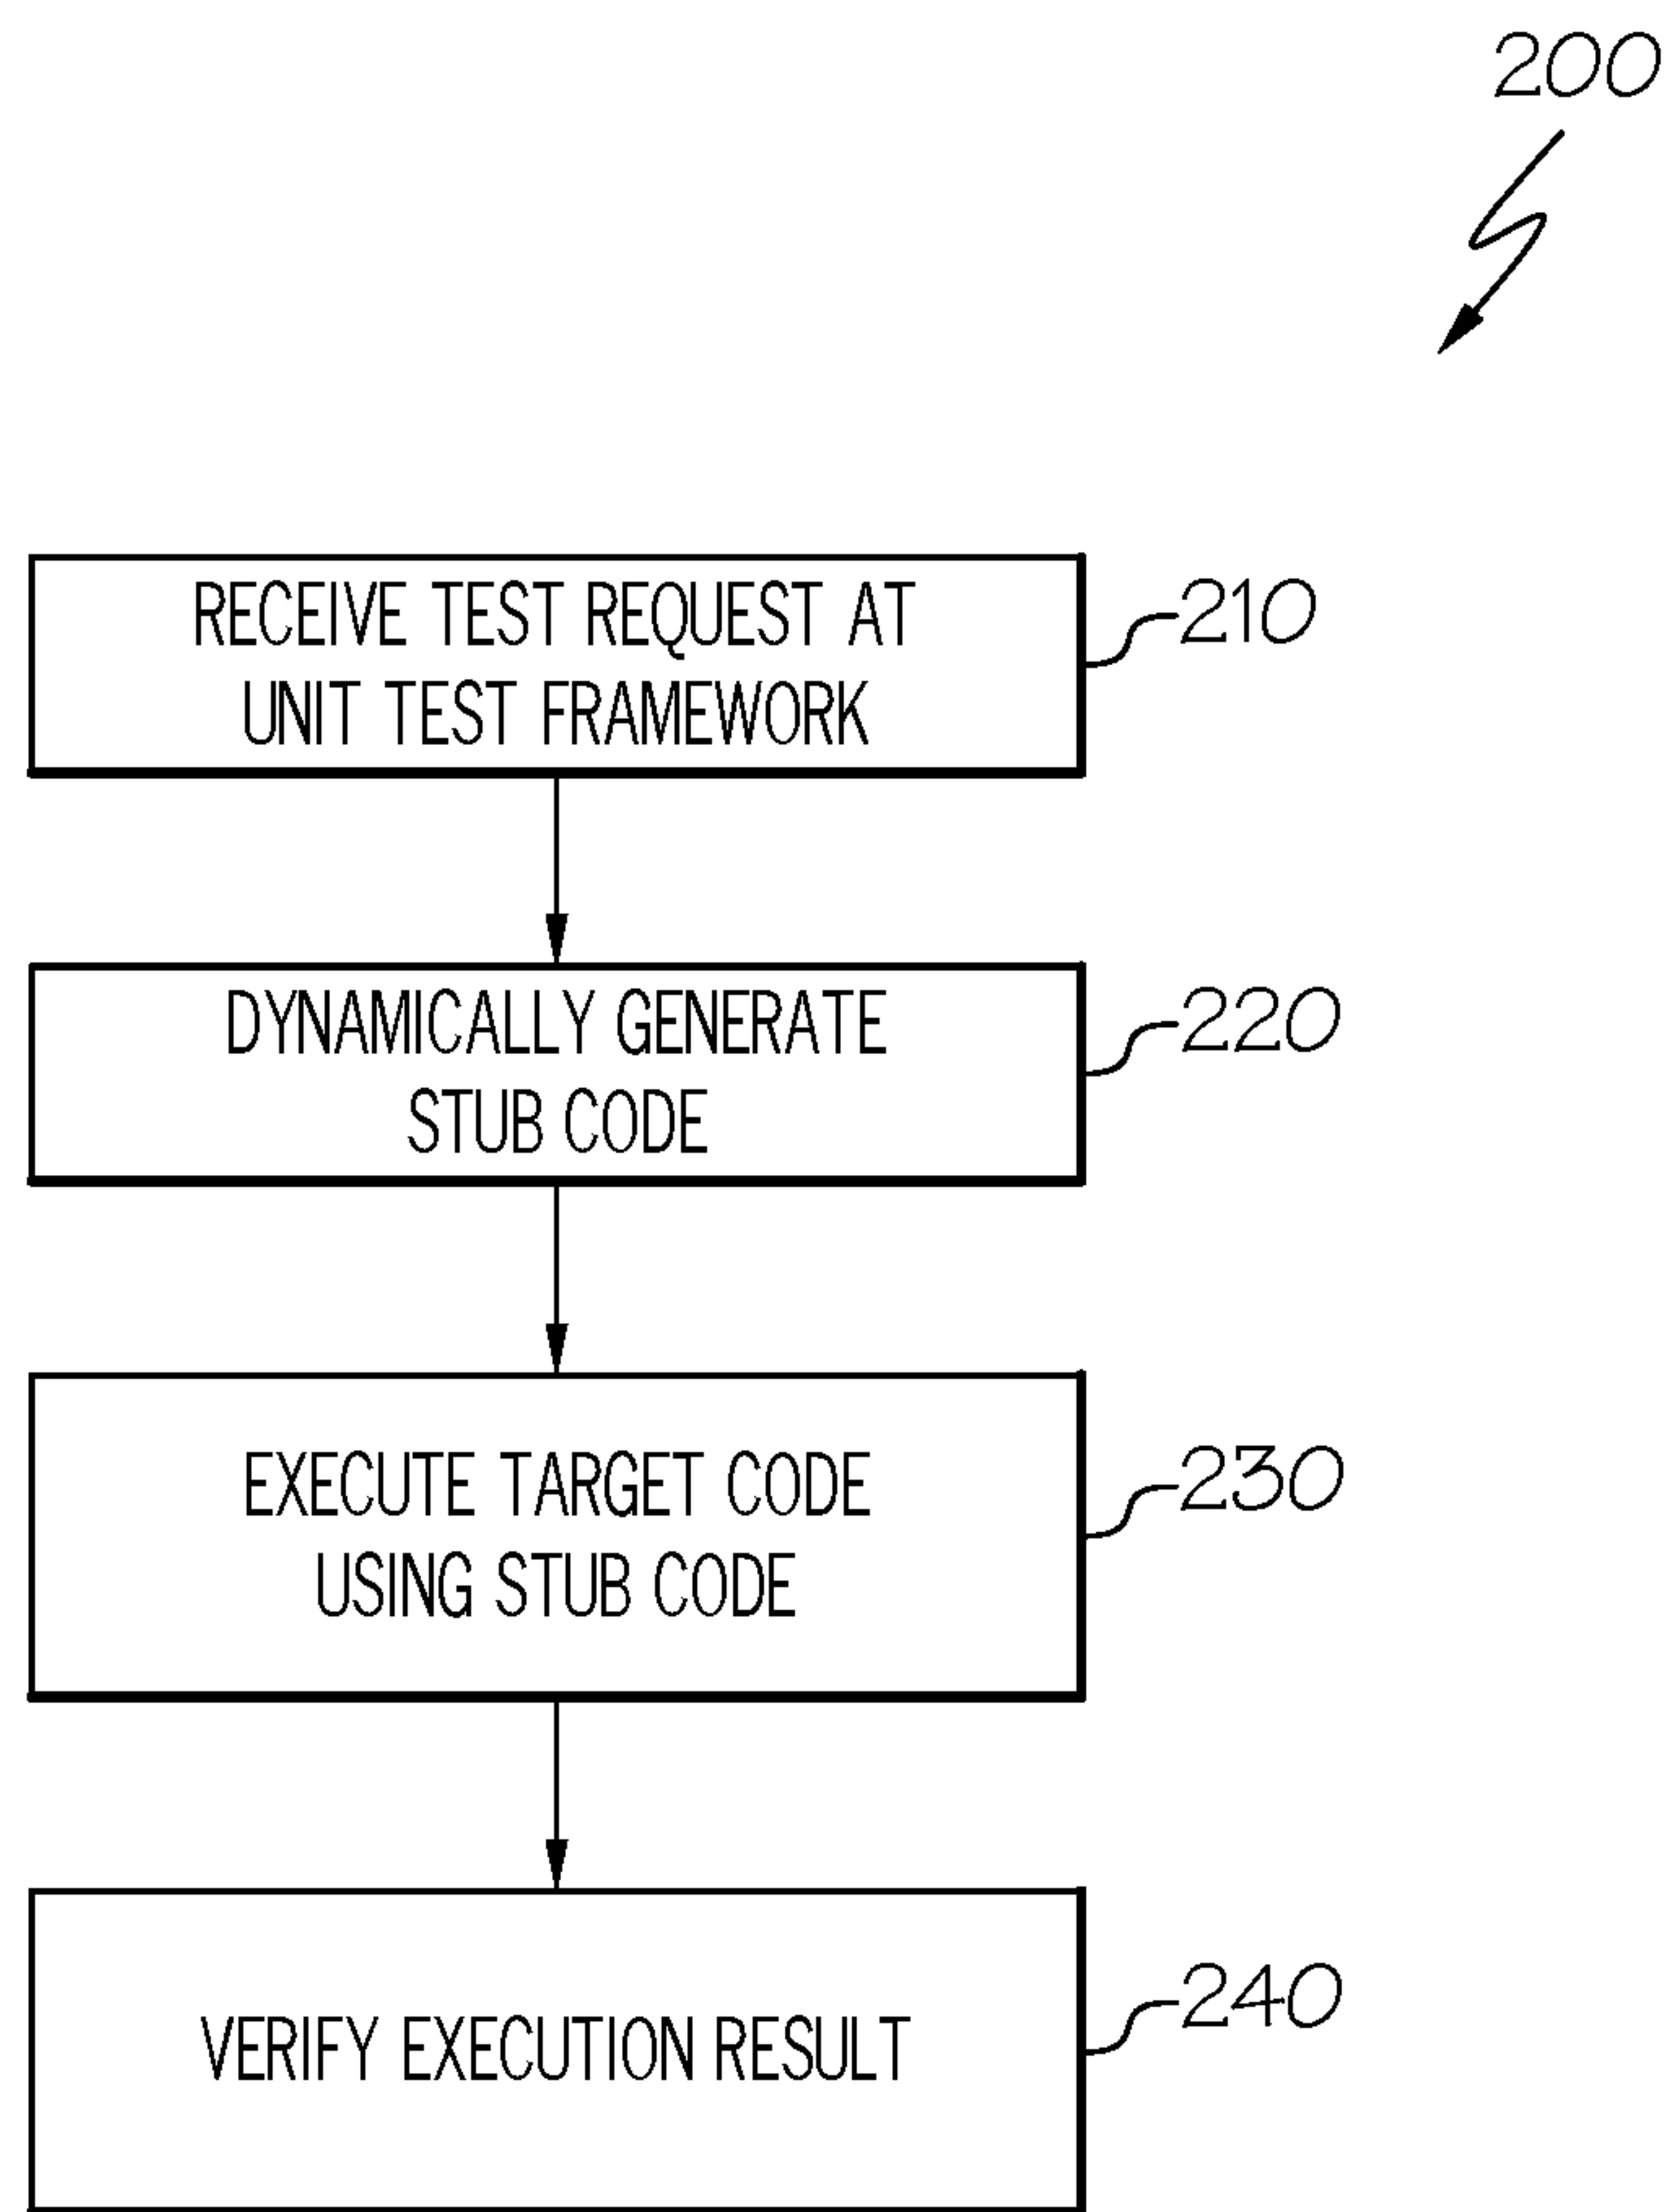 200
RECEIVE TEST REQUEST AT
UNIT TEST FRAMEWORK
210
DYNAMICALLY GENERATE
STUB CODE
220
EXECUTE TARGET CODE
USING STUB CODE
230
VERIFY EXECUTION RESULT
240